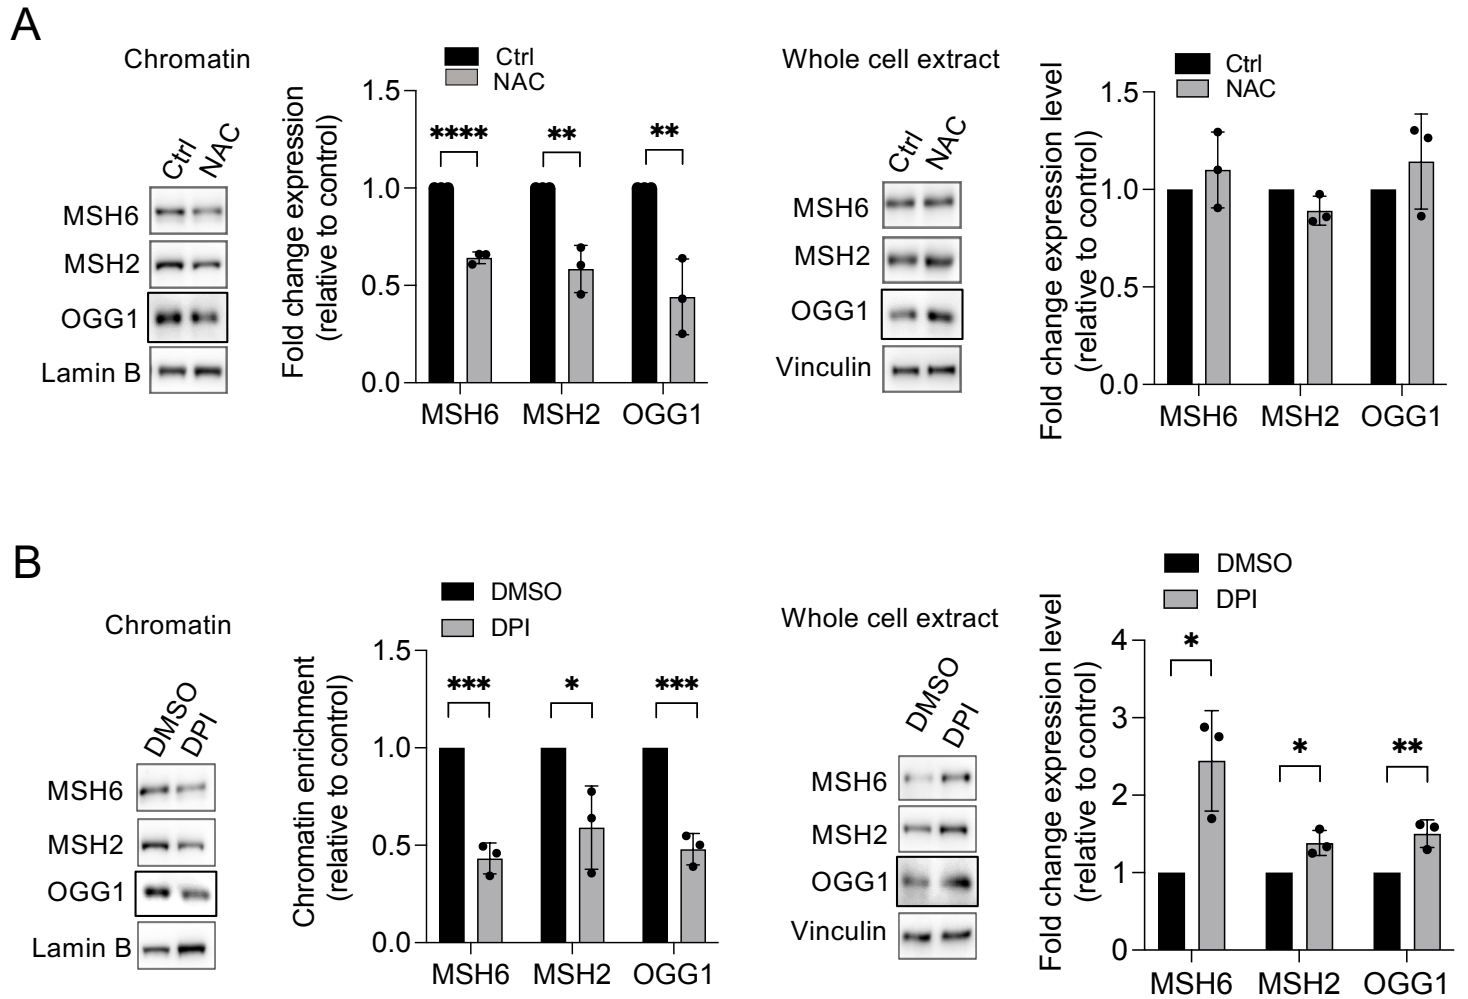 A
Chromatin
Ctrl
NAC
MSH6
MSH2
OGG1
Lamin B
Fold change expression
(relative to control)
Ctrl
NAC
1.5
1.0
0.5
0.0
**** ** **
MSH6 MSH2 OGG1
Whole cell extract
Ctrl
NAC
MSH6
MSH2
OGG1
Vinculin
Fold change expression level
(relative to control)
Ctrl
NAC
1.5
1.0
0.5
0.0
MSH6 MSH2 OGG1
B
Chromatin
DMSO
DPI
MSH6
MSH2
OGG1
Lamin B
Chromatin enrichment
(relative to control)
DMSO
DPI
1.5
1.0
0.5
0.0
*** * ***
MSH6 MSH2 OGG1
Whole cell extract
DMSO
DPI
MSH6
MSH2
OGG1
Vinculin
Fold change expression level
(relative to control)
DMSO
DPI
4
3
2
1
0
* * **
MSH6 MSH2 OGG1